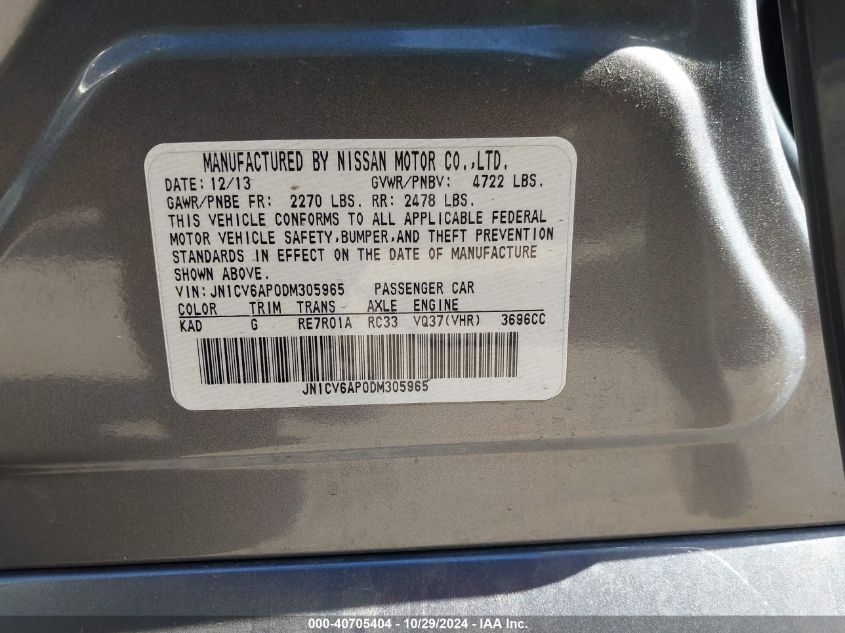 MANUFACTURED BY NISSAN MOTOR CO.,LTD.
DATE: 12/13 GVWR/PNBV: 4722 LBS.
GAWR/PNBE FR: 2270 LBS. RR: 2478 LBS.
THIS VEHICLE CONFORMS TO ALL APPLICABLE FEDERAL
MOTOR VEHICLE SAFETY,BUMPER,AND THEFT PREVENTION
STANDARDS IN EFFECT ON THE DATE OF MANUFACTURE
SHOWN ABOVE.
VIN: JN1CV6AP0DM305965 PASSENGER CAR
COLOR TRIM TRANS AXLE ENGINE
KAD G RE7R01A RC33 VQ37(VHR) 3696CC
JN1CV6AP0DM305965
000-40705404 - 10/29/2024 - IAA Inc.